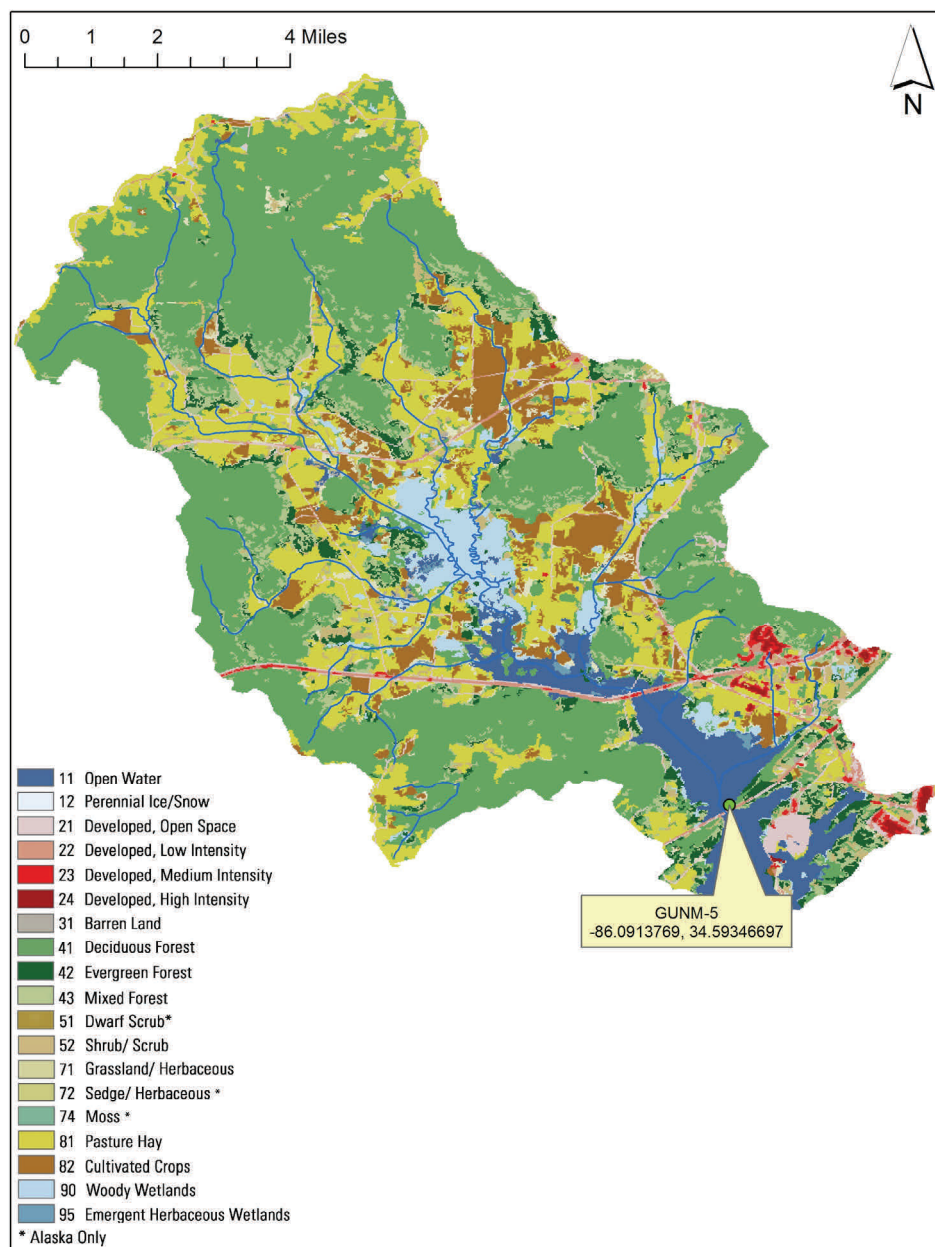 0 1 2 4 Miles
N
11 Open Water
12 Perennial Ice/Snow
21 Developed, Open Space
22 Developed, Low Intensity
23 Developed, Medium Intensity
24 Developed, High Intensity
31 Barren Land
41 Deciduous Forest
42 Evergreen Forest
43 Mixed Forest
51 Dwarf Scrub*
52 Shrub/ Scrub
71 Grassland/ Herbaceous
72 Sedge/ Herbaceous *
74 Moss *
81 Pasture Hay
82 Cultivated Crops
90 Woody Wetlands
95 Emergent Herbaceous Wetlands
* Alaska Only
GUNM-5
-86.0913769, 34.59346697